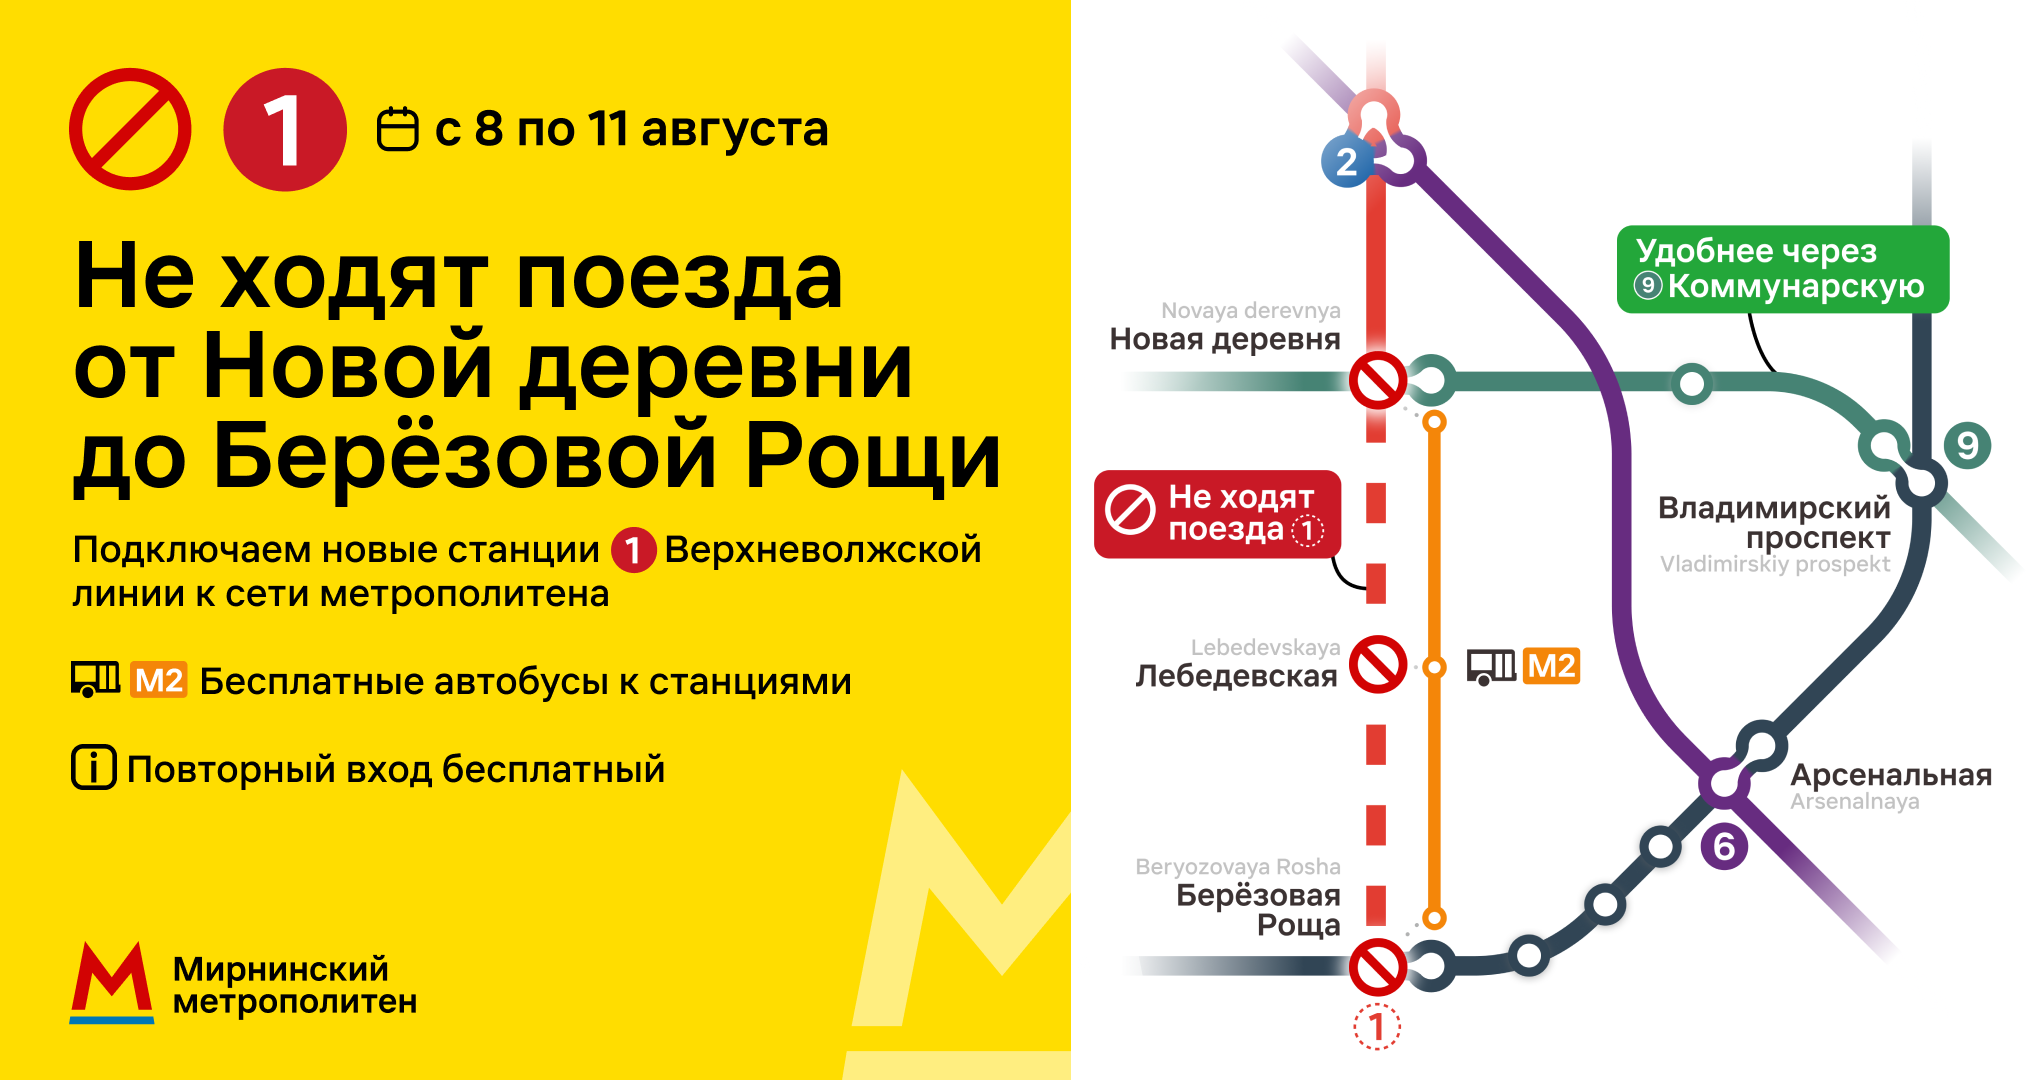 1 с 8 по 11 августа
Не ходят поезда
от Новой деревни
до Берёзовой Рощи
Подключаем новые станции 1 Верхневолжской
линии к сети метрополитена
М2 Бесплатные автобусы к станциями
i Повторный вход бесплатный
Мирнинский
метрополитен
2
Удобнее через
9 Коммунарскую
Novaya derevnya
Новая деревня
9
Не ходят
поезда 1
Владимирский
проспект
Vladimirskiy prospekt
Lebedevskaya
Лебедевская
М2
Арсенальная
Arsenalnaya
6
Beryozovaya Rosha
Берёзовая
Роща
1